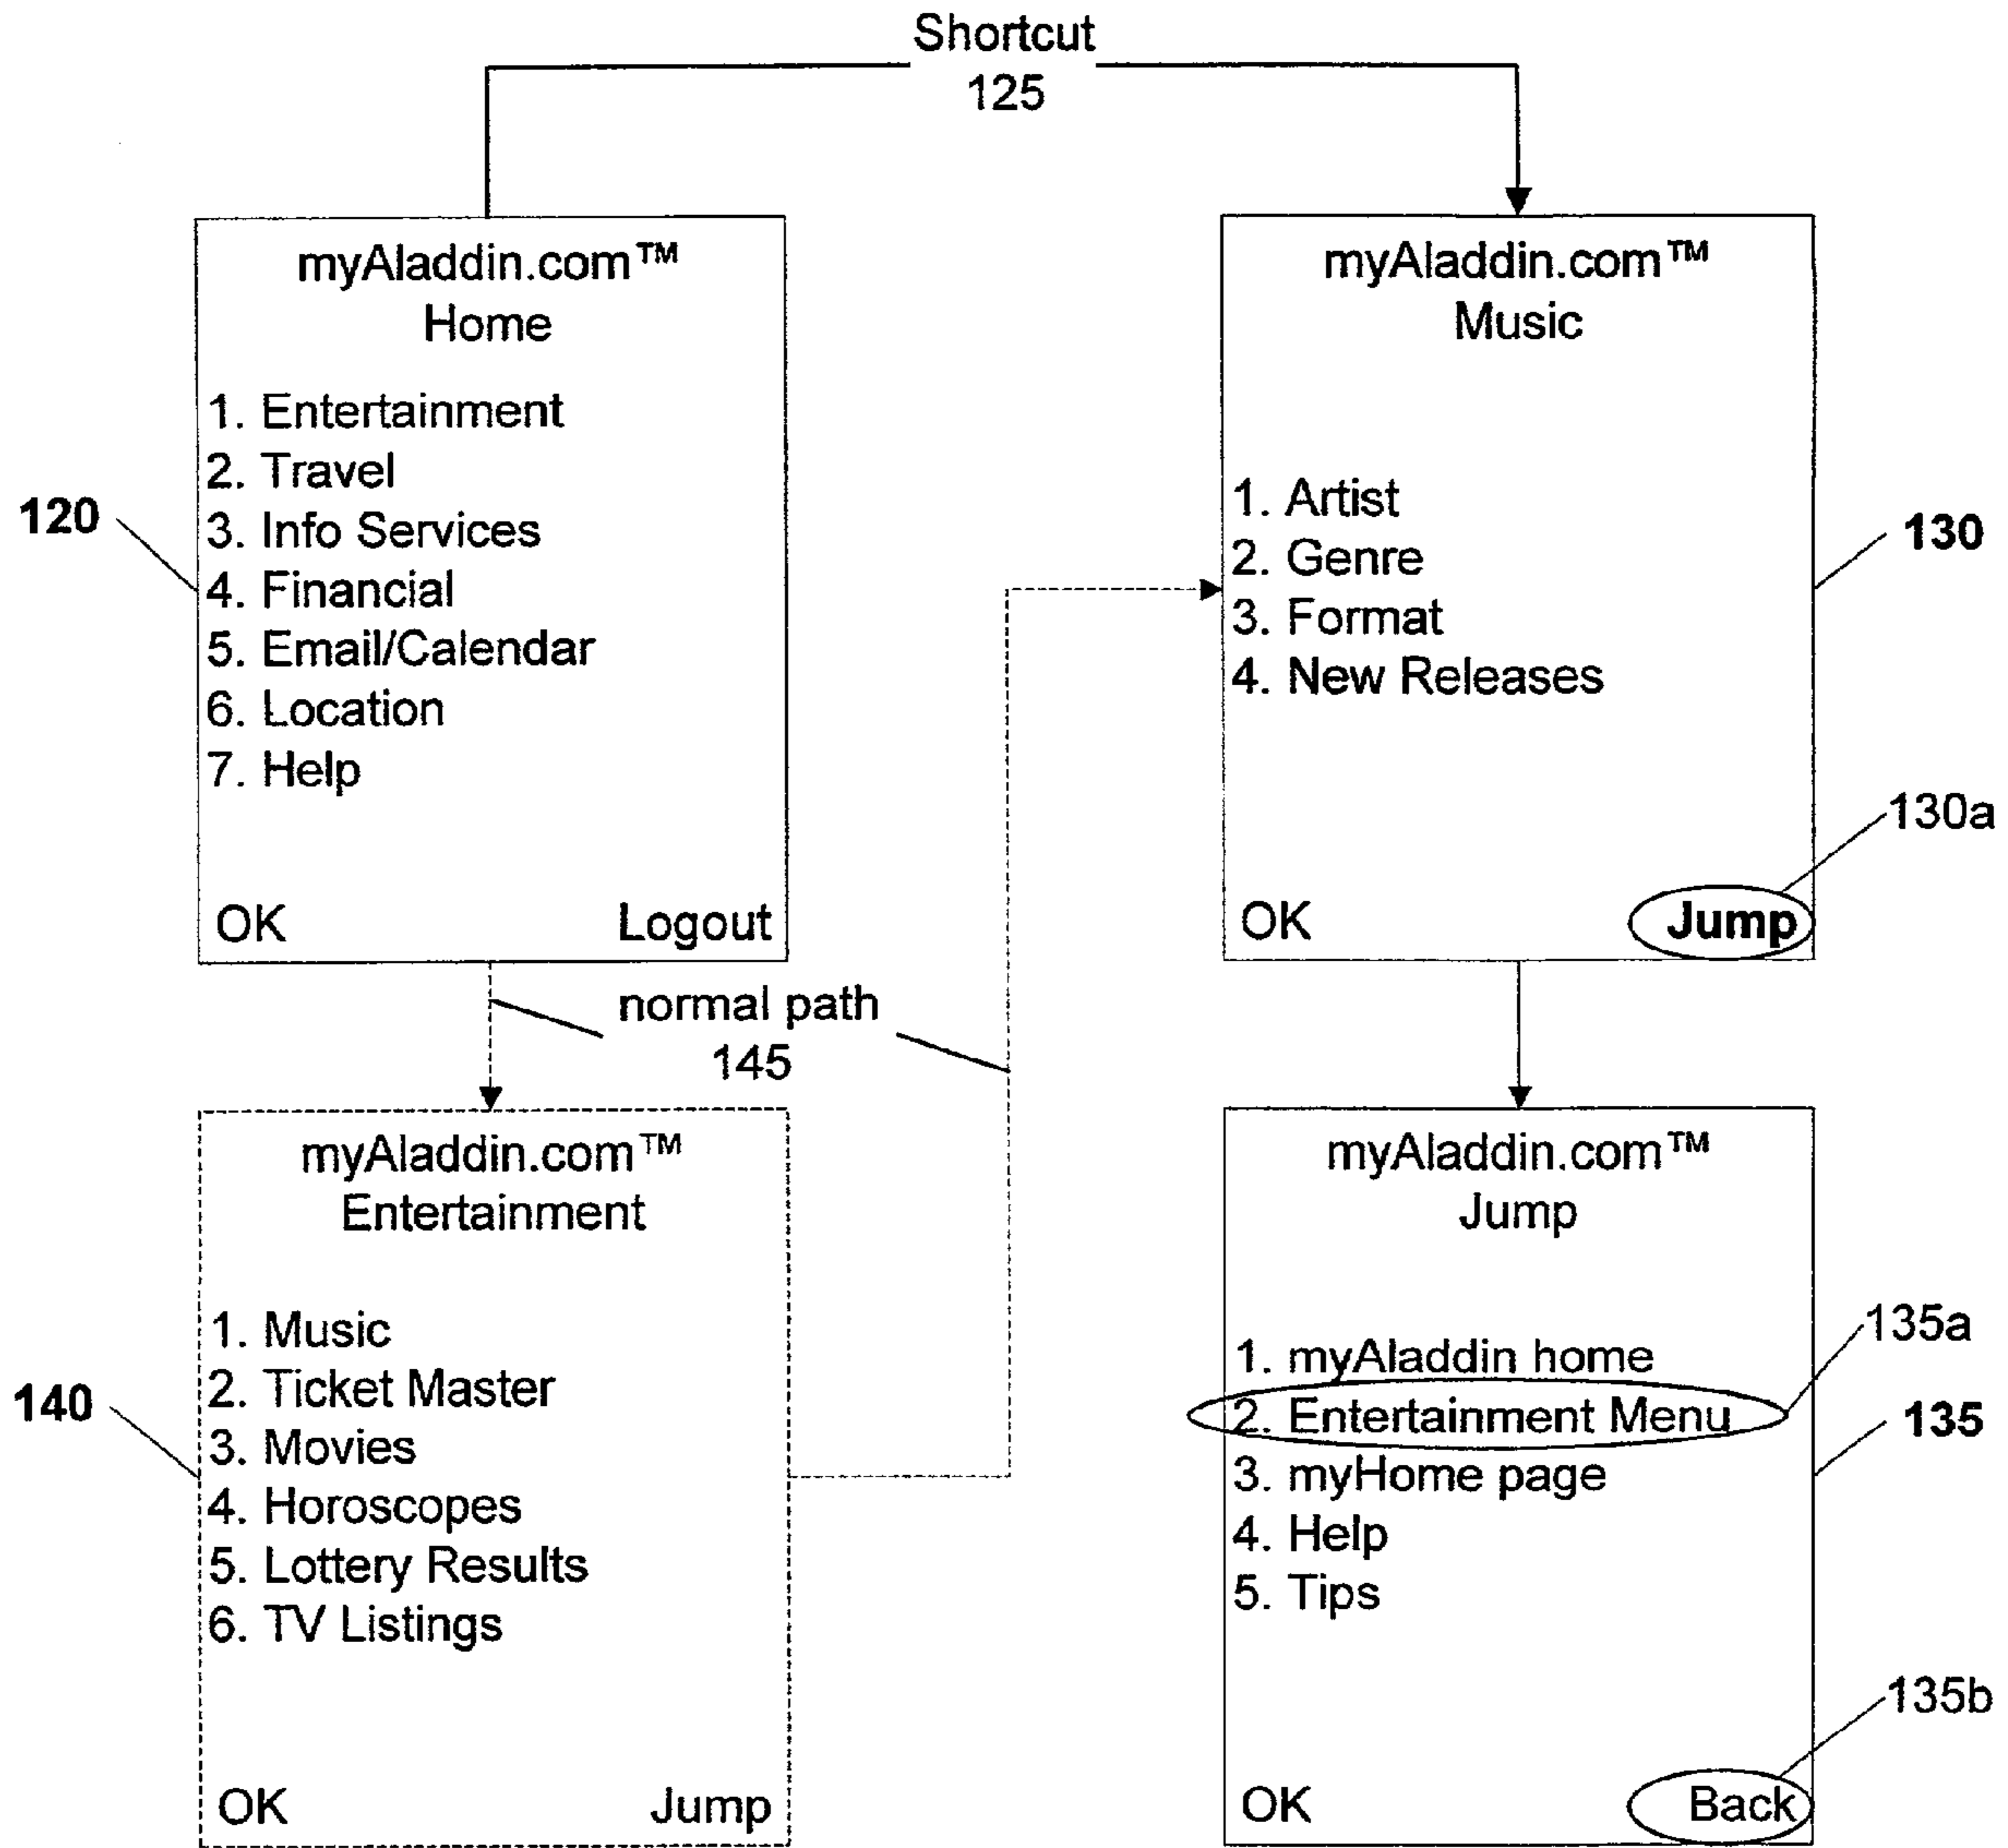 Shortcut
125
myAladdin.com™
Home
1. Entertainment
2. Travel
3. Info Services
4. Financial
5. Email/Calendar
6. Location
7. Help
OK Logout
120
myAladdin.com™
Music
1. Artist
2. Genre
3. Format
4. New Releases
OK Jump
130
130a
normal path
145
myAladdin.com™
Entertainment
1. Music
2. Ticket Master
3. Movies
4. Horoscopes
5. Lottery Results
6. TV Listings
OK Jump
140
myAladdin.com™
Jump
1. myAladdin home
2. Entertainment Menu
3. myHome page
4. Help
5. Tips
OK Back
135a
135
135b